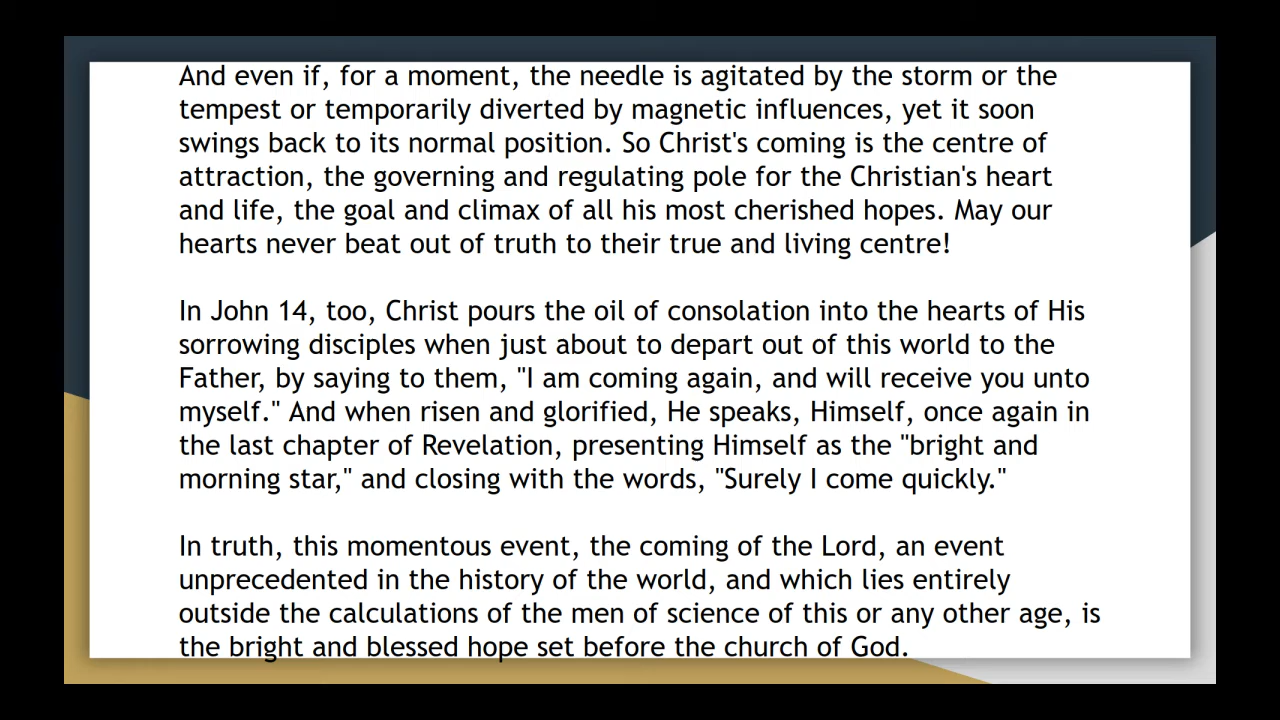 And even if, for a moment, the needle is agitated by the storm or the
tempest or temporarily diverted by magnetic influences, yet it soon
swings back to its normal position. So Christ's coming is the centre of
attraction, the governing and regulating pole for the Christian's heart
and life, the goal and climax of all his most cherished hopes. May our
hearts never beat out of truth to their true and living centre!
In John 14, too, Christ pours the oil of consolation into the hearts of His
sorrowing disciples when just about to depart out of this world to the
Father, by saying to them, "I am coming again, and will receive you unto
myself." And when risen and glorified, He speaks, Himself, once again in
the last chapter of Revelation, presenting Himself as the "bright and
morning star," and closing with the words, "Surely I come quickly."
In truth, this momentous event, the coming of the Lord, an event
unprecedented in the history of the world, and which lies entirely
outside the calculations of the men of science of this or any other age, is
the bright and blessed hope set before the church of God.